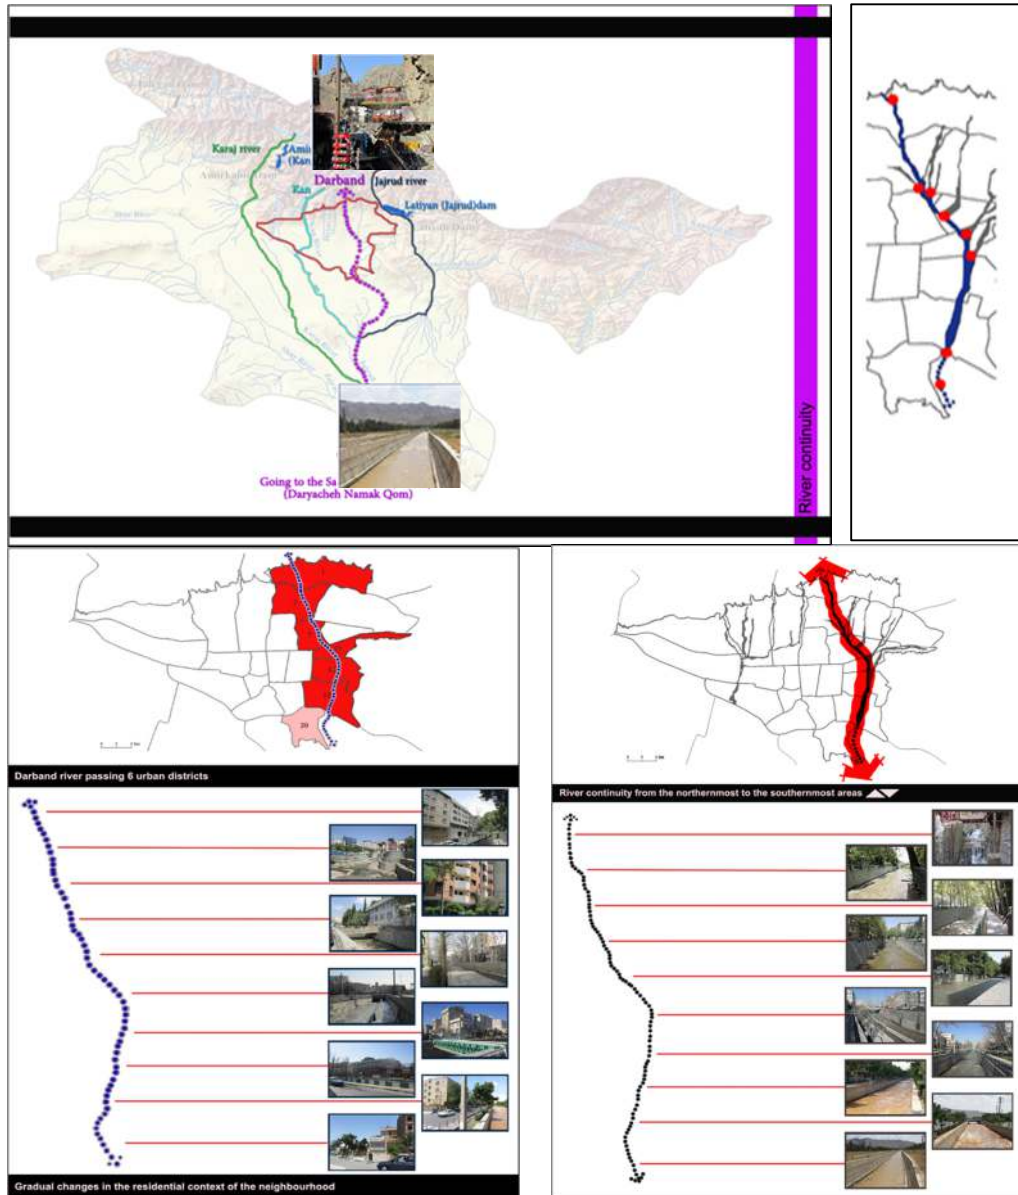 Karaj river
Darband
Jajrud river
Latiyan (Jajrud)dam
Going to the
(Daryacheh Namak Qom)
River continuity
20
Darband river passing 6 urban districts
River continuity from the northernmost to the southernmost areas
Gradual changes in the residential context of the neighbourhood